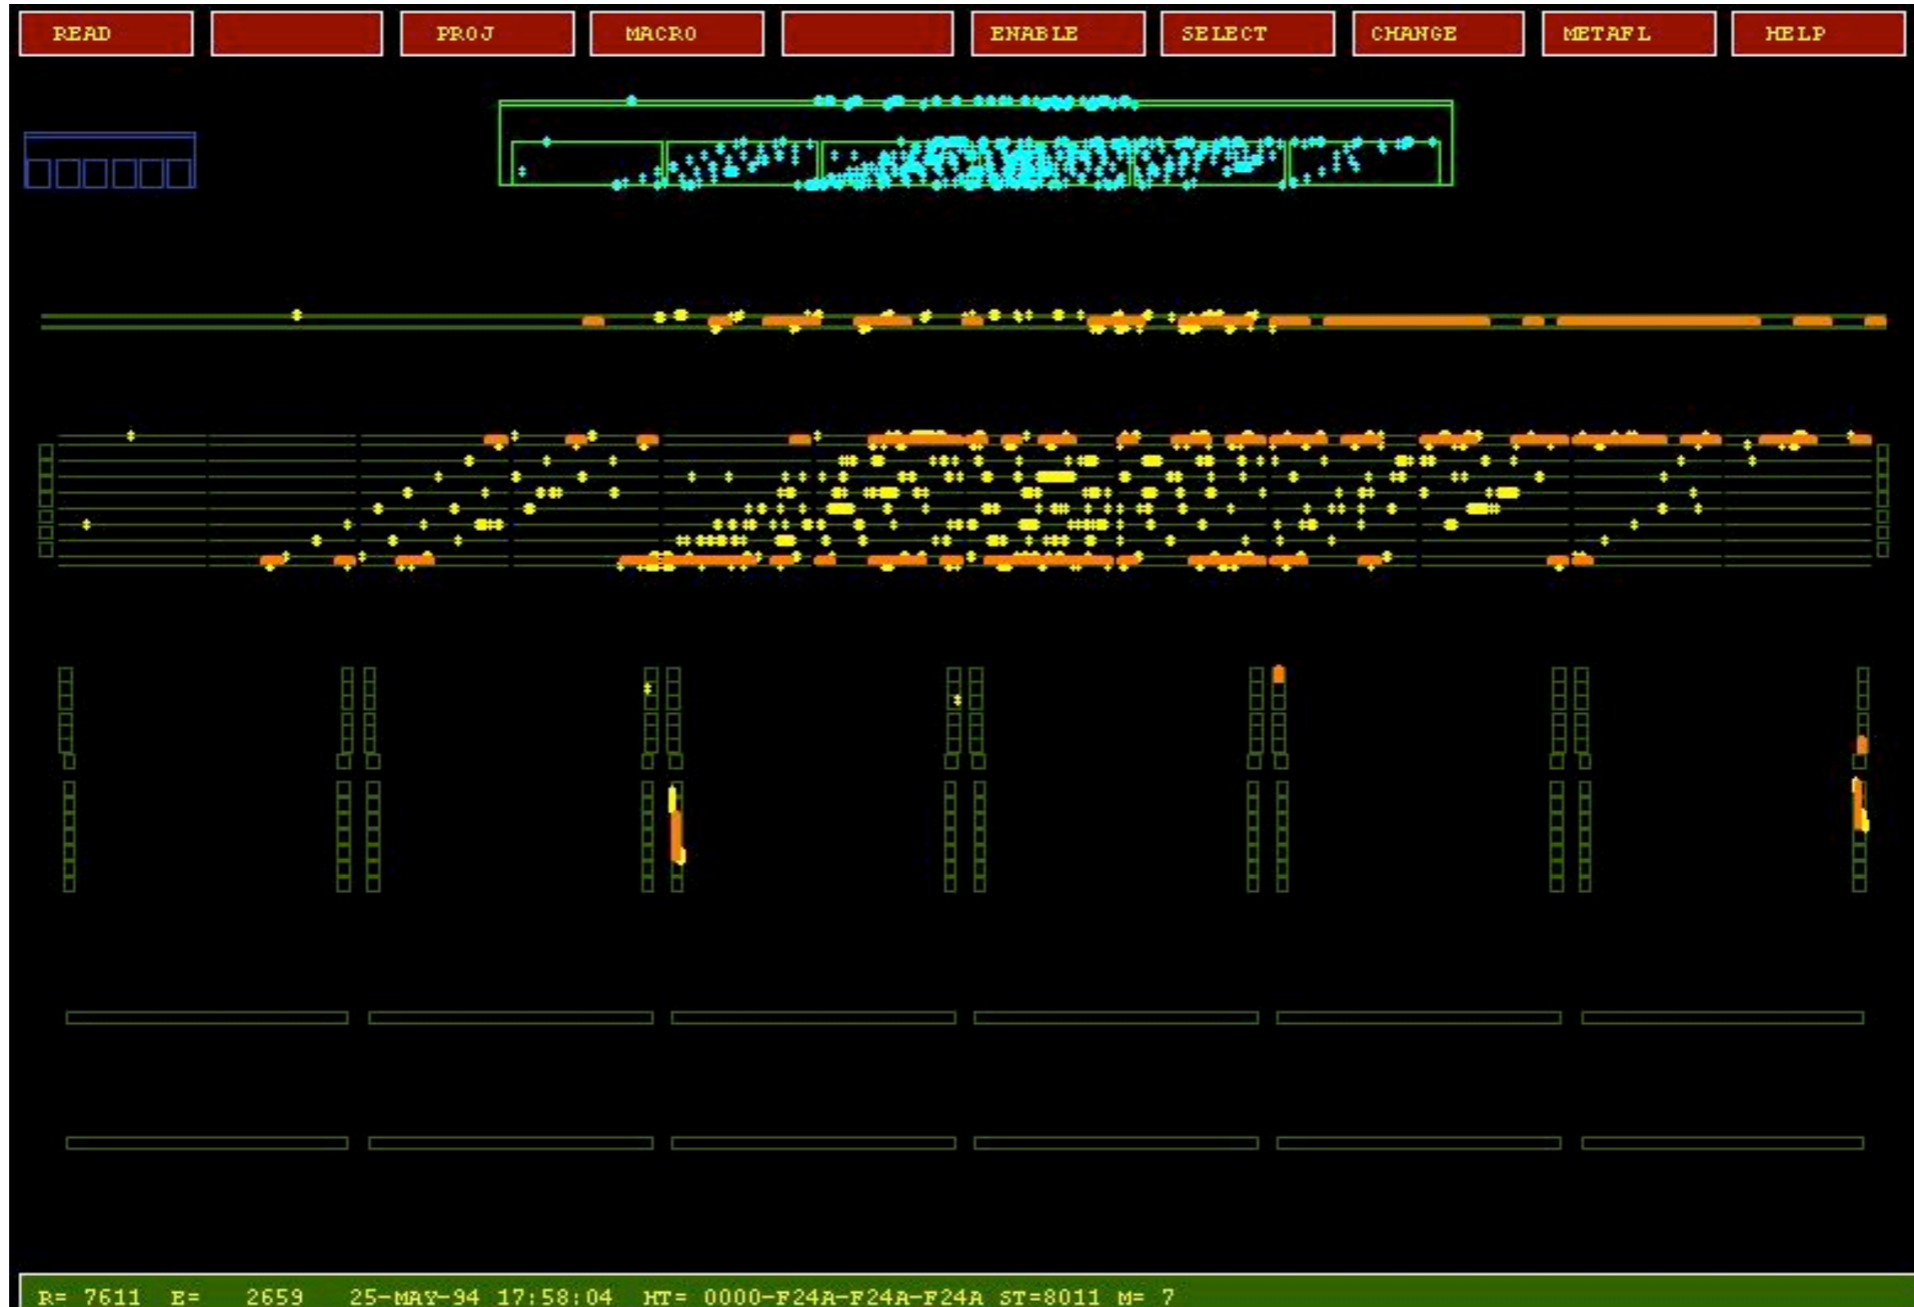 READ PROJ MACRO ENABLE SELECT CHANGE METAFL HELP
R= 7611 E= 2659 25-MAY-94 17:58:04 HT= 0000-F24A-F24A-F24A ST=8011 M= 7